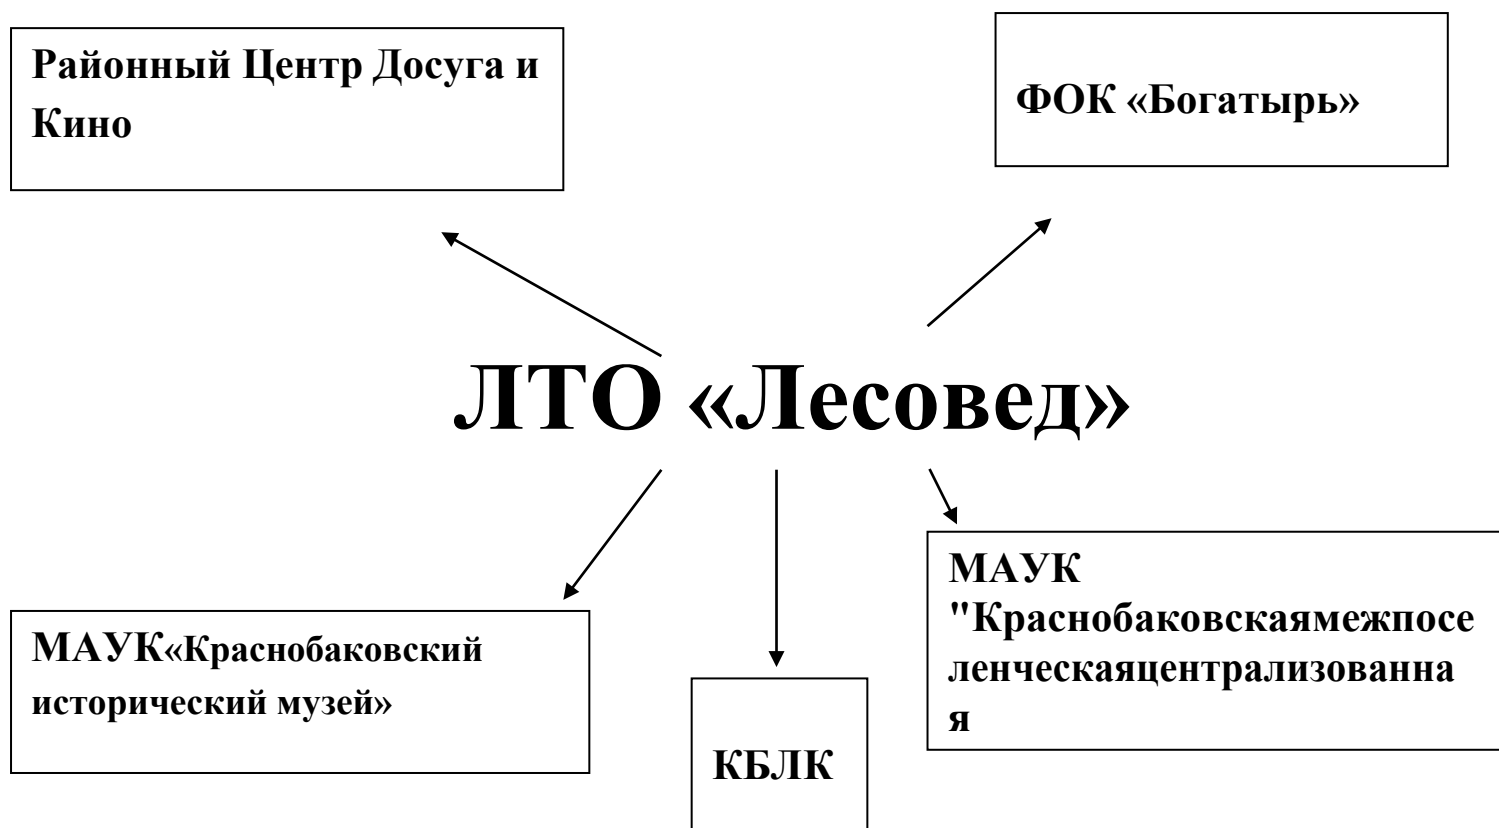 Районный Центр Досуга и
Кино
ФОК «Богатырь»
ЛТО «Лесовед»
МАУК«Краснобаковский
исторический музей»
КБЛК
МАУК
"Краснобаковскаямежпосе
ленческаяцентрализованна
я